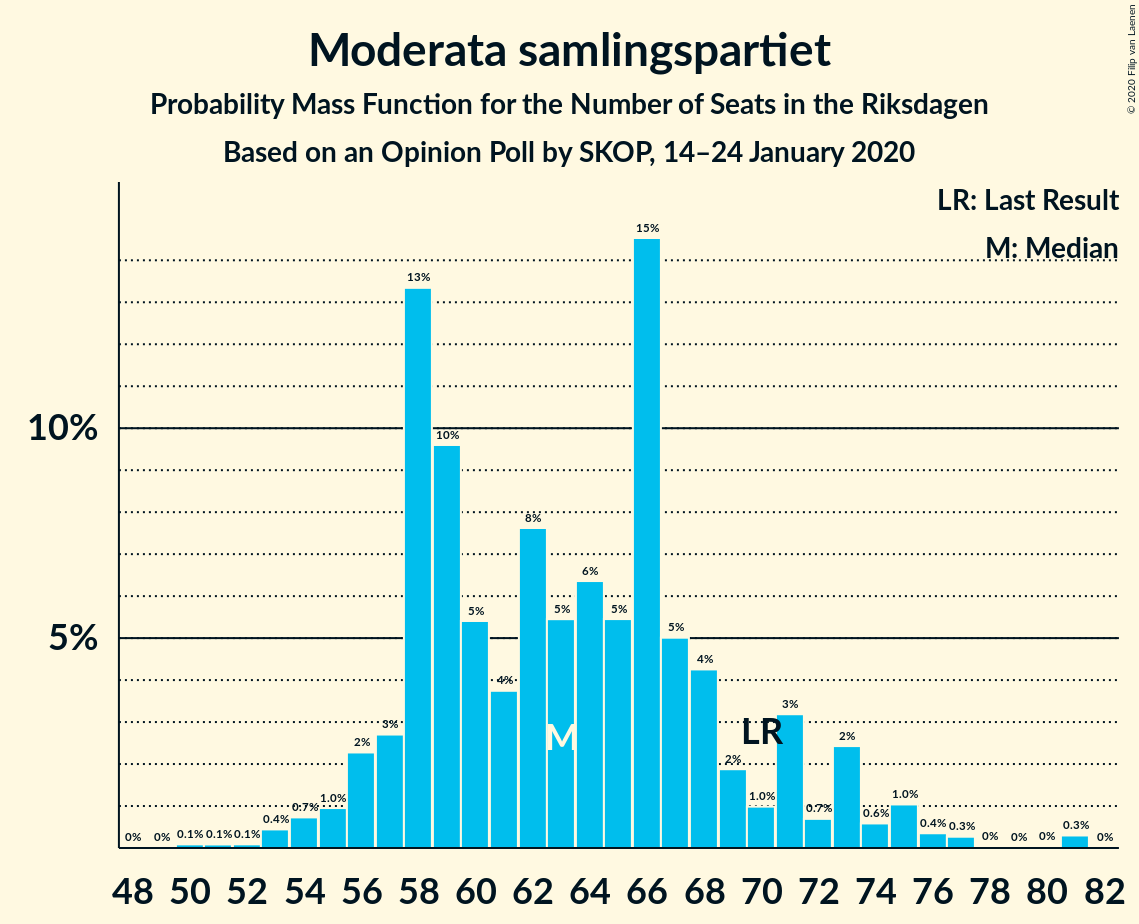 Moderata samlingspartiet
Probability Mass Function for the Number of Seats in the Riksdagen
Based on an Opinion Poll by SKOP, 14–24 January 2020
© 2020 Filip van Laenen
LR: Last Result
M: Median
10%
5%
0% 0% 0.1% 0.1% 0.1% 0.4% 0.7% 1.0% 2% 3% 13% 10% 5% 4% 8% 5% 6% 5% 15% 5% 4% 2% 1.0% 3% 0.7% 2% 0.6% 1.0% 0.4% 0.3% 0% 0% 0% 0.3% 0%
M
LR
48 50 52 54 56 58 60 62 64 66 68 70 72 74 76 78 80 82